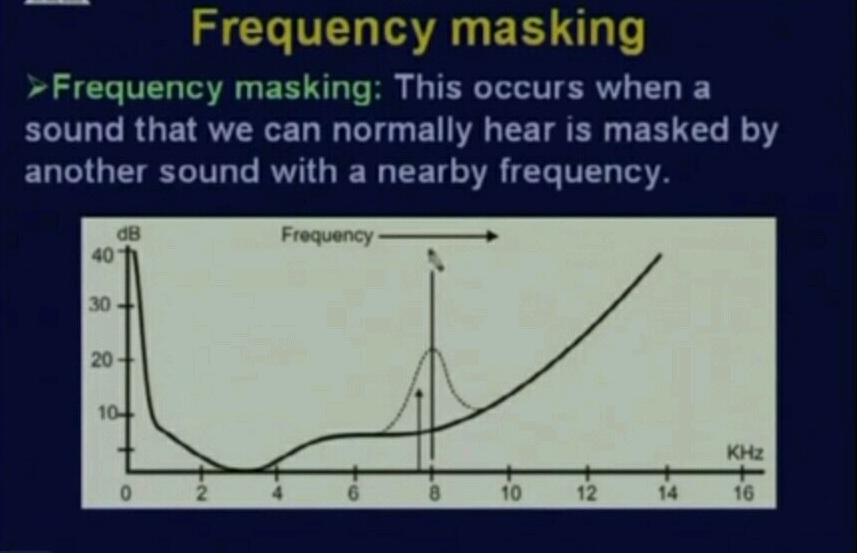 Frequency masking
➢Frequency masking: This occurs when a
sound that we can normally hear is masked by
another sound with a nearby frequency.
dB
Frequency
40
30
20
10
KHz
0 2 4 6 8 10 12 14 16